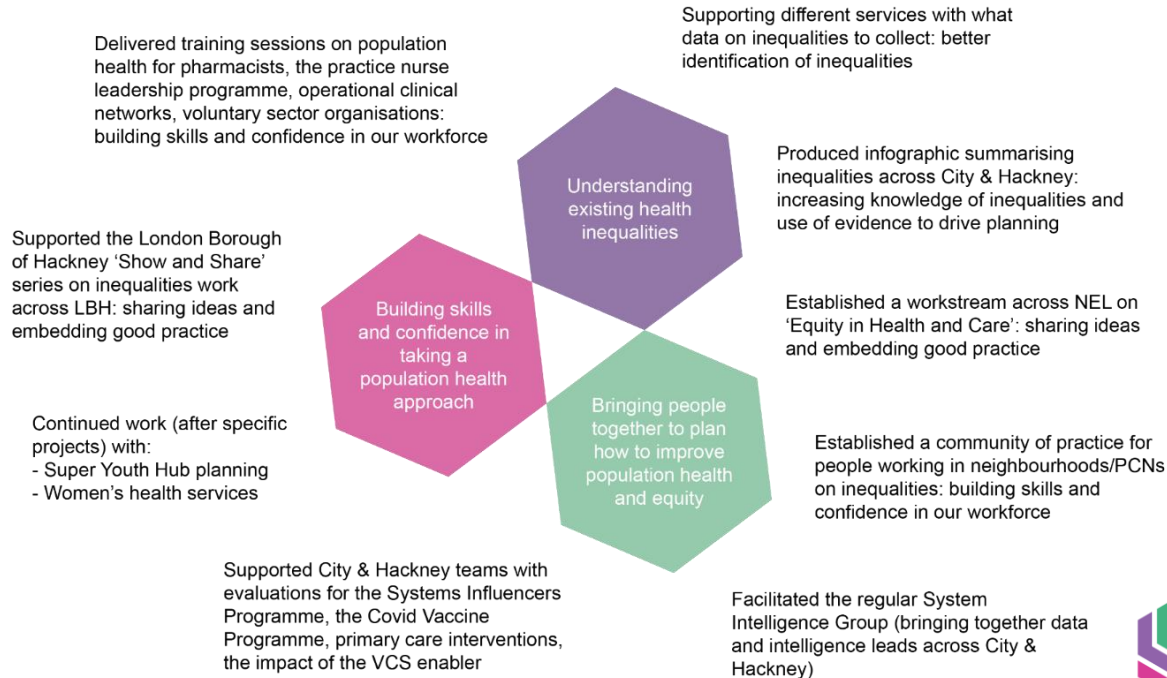 Supporting different services with what
data on inequalities to collect: better
identification of inequalities
Delivered training sessions on population
health for pharmacists, the practice nurse
leadership programme, operational clinical
networks, voluntary sector organisations:
building skills and confidence in our workforce
Understanding
existing health
inequalities
Produced infographic summarising
inequalities across City & Hackney:
increasing knowledge of inequalities and
use of evidence to drive planning
Supported the London Borough
of Hackney ‘Show and Share’
series on inequalities work
across LBH: sharing ideas and
embedding good practice
Building skills
and confidence in
taking a
population health
approach
Established a workstream across NEL on
‘Equity in Health and Care’: sharing ideas
and embedding good practice
Bringing people
together to plan
how to improve
population health
and equity
Continued work (after specific
projects) with:
- Super Youth Hub planning
- Women’s health services
Established a community of practice for
people working in neighbourhoods/PCNs
on inequalities: building skills and
confidence in our workforce
Supported City & Hackney teams with
evaluations for the Systems Influencers
Programme, the Covid Vaccine
Programme, primary care interventions,
the impact of the VCS enabler
Facilitated the regular System
Intelligence Group (bringing together data
and intelligence leads across City &
Hackney)